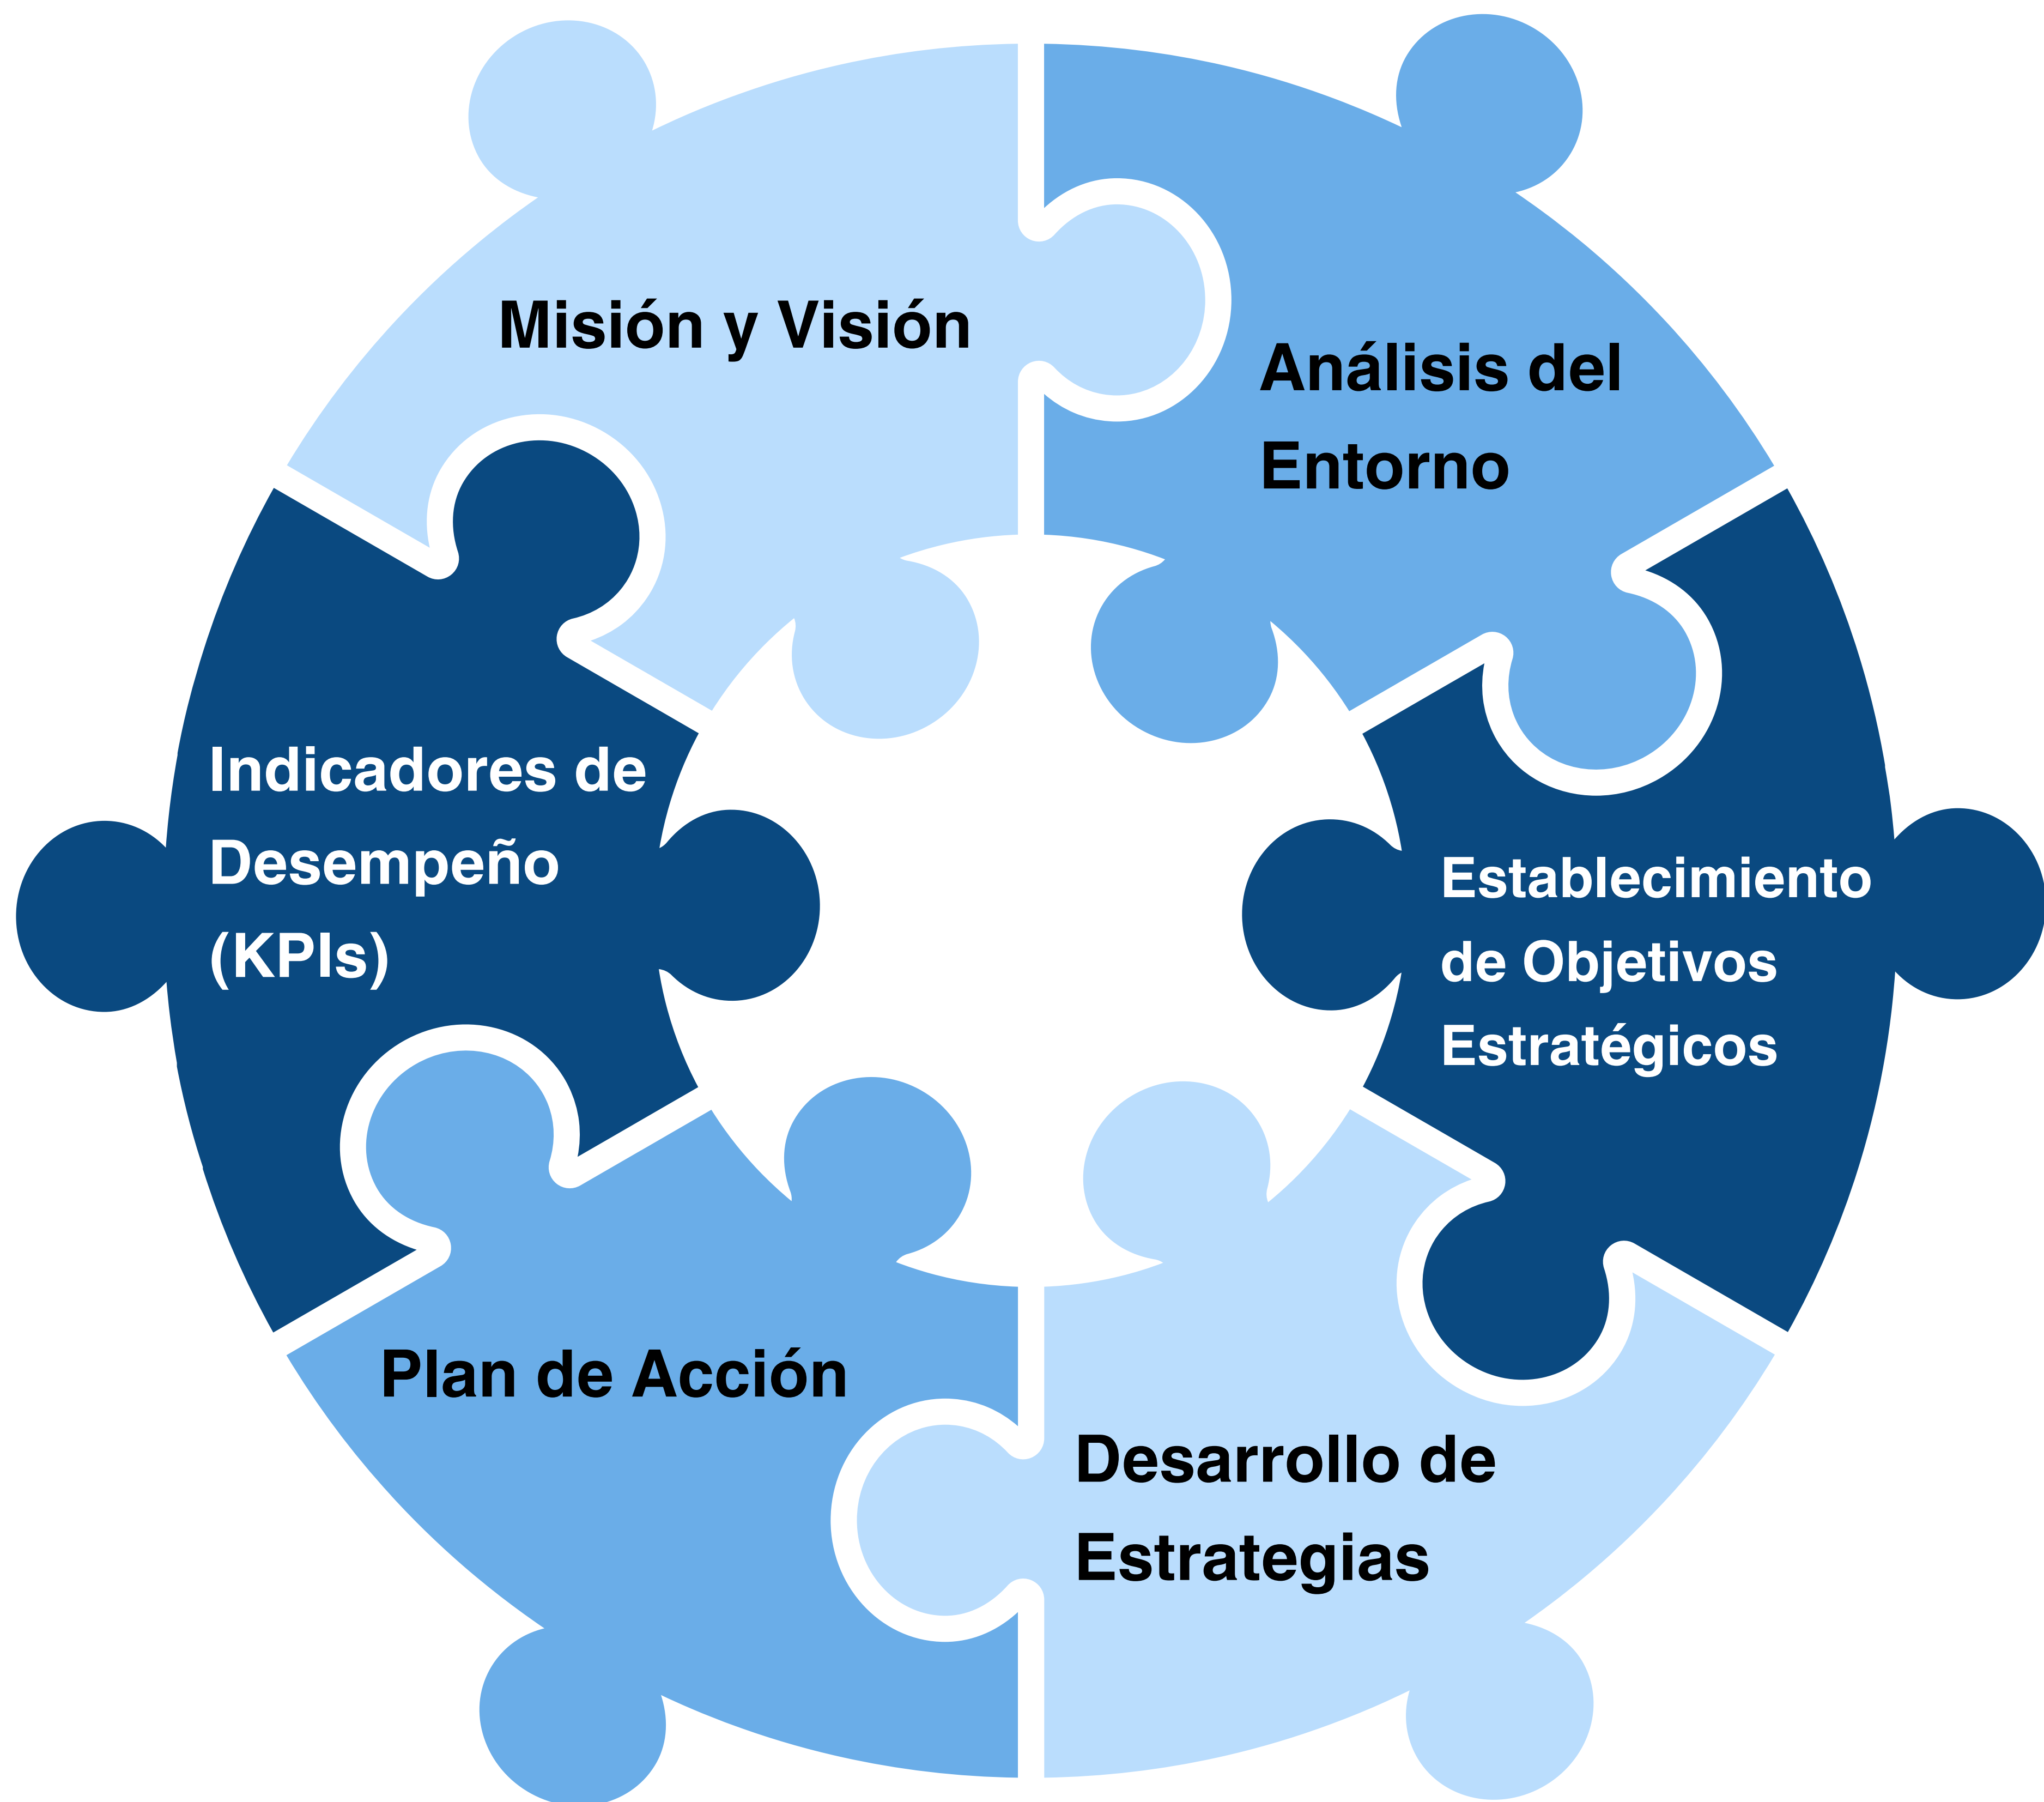 Misión y Visión
Análisis del
Entorno
Indicadores de
Desempeño
(KPIs)
Establecimiento
de Objetivos
Estratégicos
Plan de Acción
Desarrollo de
Estrategias